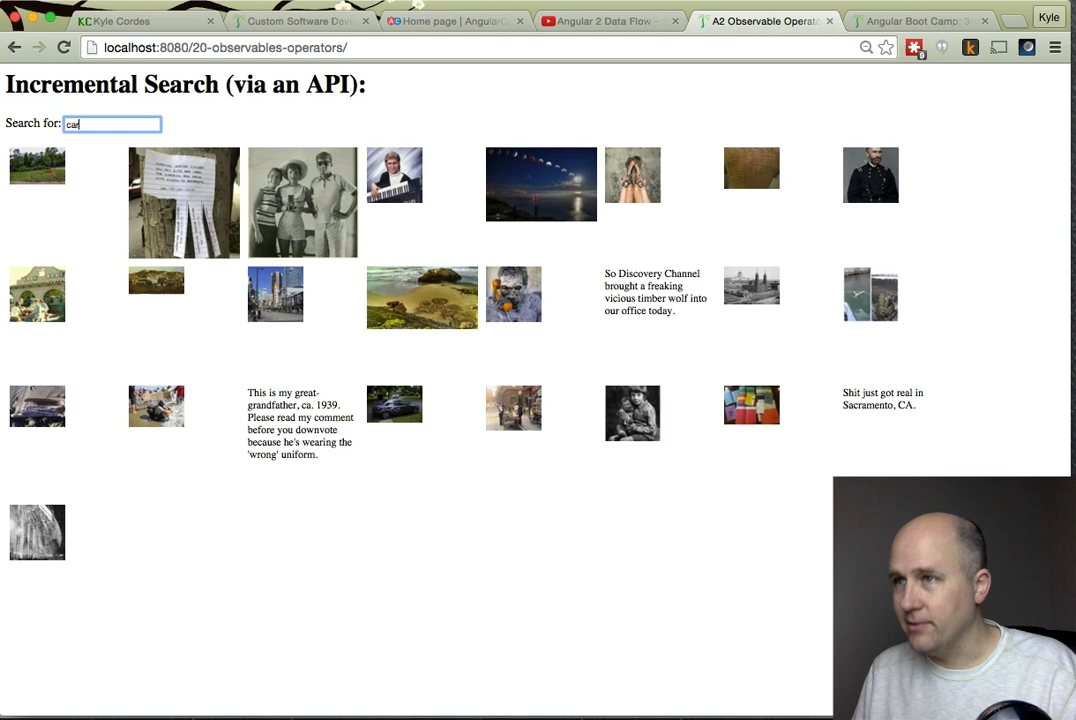 Kyle Cordes
Custom Software Deve
Home page | Angular
Angular 2 Data Flow –
A2 Observable Operato
Angular Boot Camp: 3
Kyle
localhost:8080/20-observables-operators/
9
Incremental Search (via an API):
Search for: car
So Discovery Channel
brought a freaking
vicious timber wolf into
our office today.
This is my great-
grandfather, ca. 1939.
Please read my comment
before you downvote
because he's wearing the
'wrong' uniform.
Shit just got real in
Sacramento, CA.